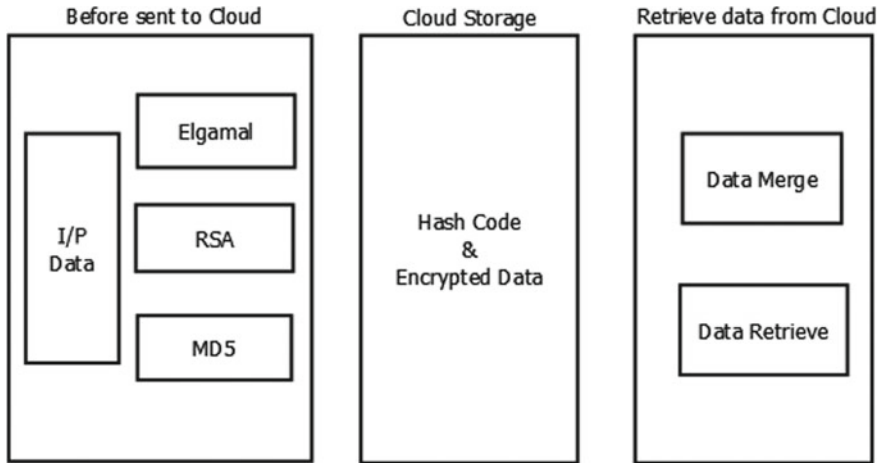 Before sent to Cloud
Cloud Storage
Retrieve data from Cloud
I/P
Data
Elgamal
RSA
MD5
Hash Code
&
Encrypted Data
Data Merge
Data Retrieve